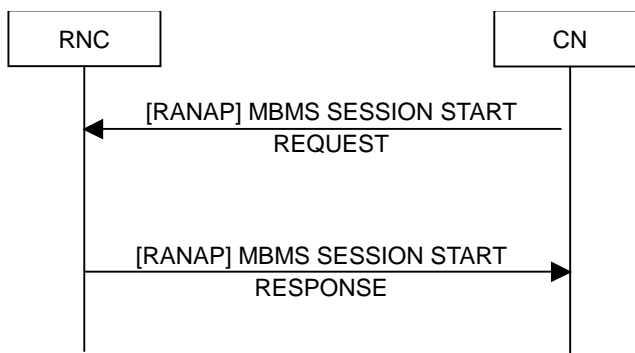 RNC
CN
[RANAP] MBMS SESSION START
REQUEST
[RANAP] MBMS SESSION START
RESPONSE